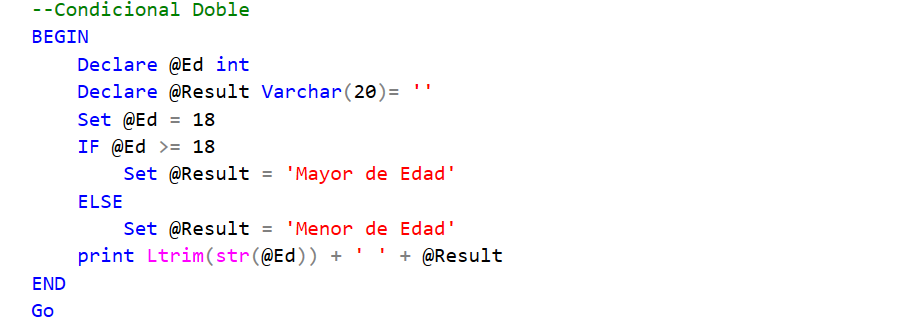 --Condicional Doble
BEGIN
    Declare @Ed int
    Declare @Result Varchar(20)= ''
    Set @Ed = 18
    IF @Ed >= 18
        Set @Result = 'Mayor de Edad'
    ELSE
        Set @Result = 'Menor de Edad'
    print Ltrim(str(@Ed)) + ' ' + @Result
END
Go